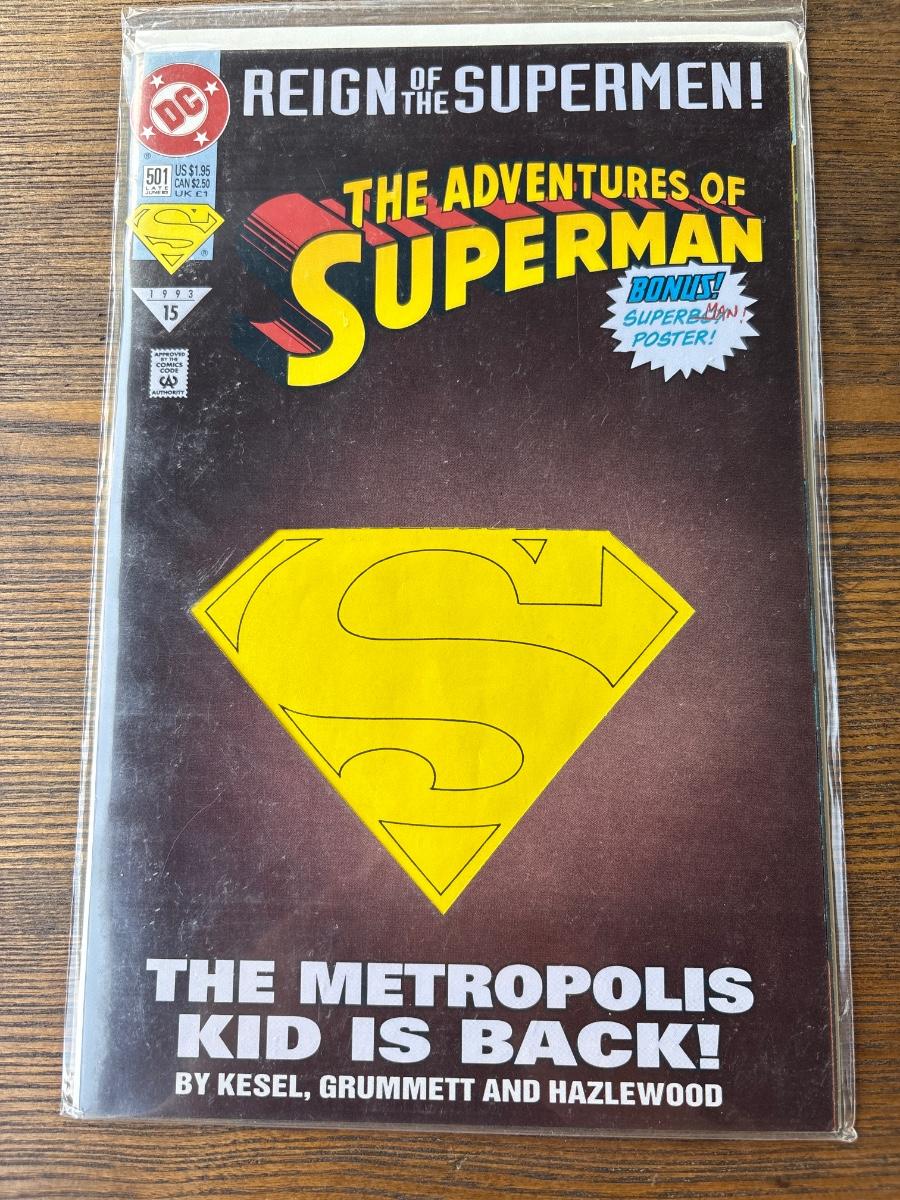 REIGN OF THE SUPERMEN!
DC
®
501
LATE
JUNE 93
US $1.95
CAN $2.50
UK £1
S
®
1993
15
APPROVED
BY THE
COMICS
CODE
CA
AUTHORITY
THE ADVENTURES OF
SUPERMAN
BONUS!
SUPERBOY MAN!
POSTER!
S
THE METROPOLIS
KID IS BACK!
BY KESEL, GRUMMETT AND HAZLEWOOD